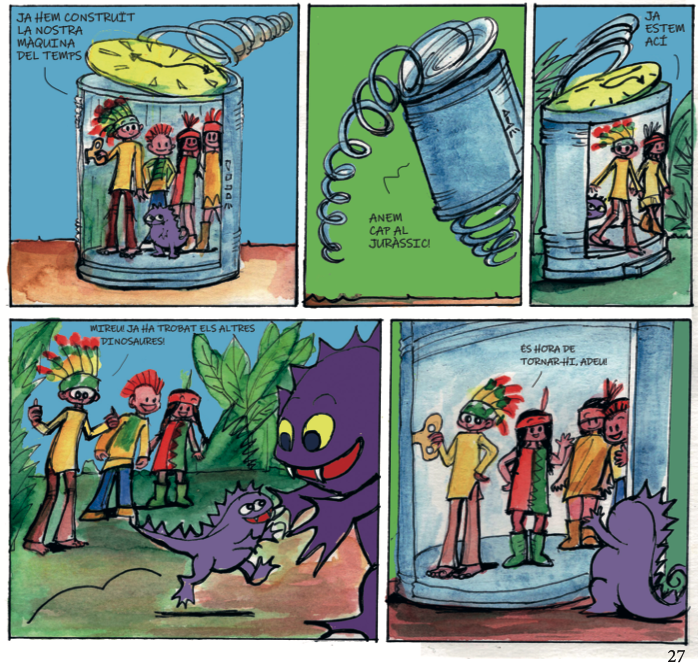 JA HEM CONSTRUÏT
LA NOSTRA
MÀQUINA
DEL TEMPS
ANEM
CAP AL
JURÀSSIC!
JA
ESTEM
ACÍ
MIREU! JA HA TROBAT ELS ALTRES
DINOSAURES!
ÉS HORA DE
TORNAR-HI, ADEU!
27